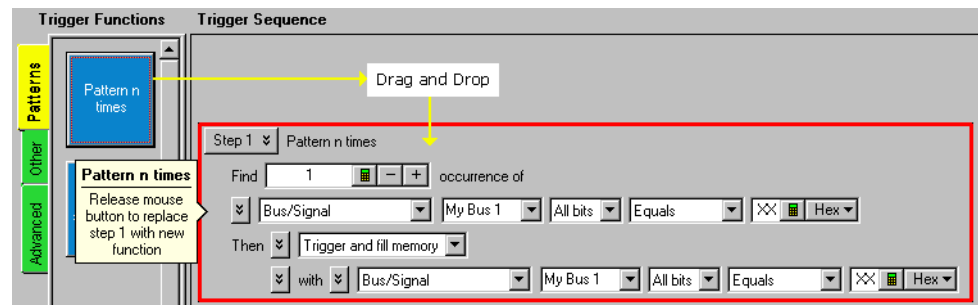 Trigger Functions
Trigger Sequence
Patterns
Other
Advanced
Pattern n
times
Drag and Drop
Pattern n times
Release mouse
button to replace
step 1 with new
function
Step 1 Pattern n times
Find 1 - + occurrence of
Bus/Signal My Bus 1 All bits Equals XX Hex
Then Trigger and fill memory
with Bus/Signal My Bus 1 All bits Equals XX Hex